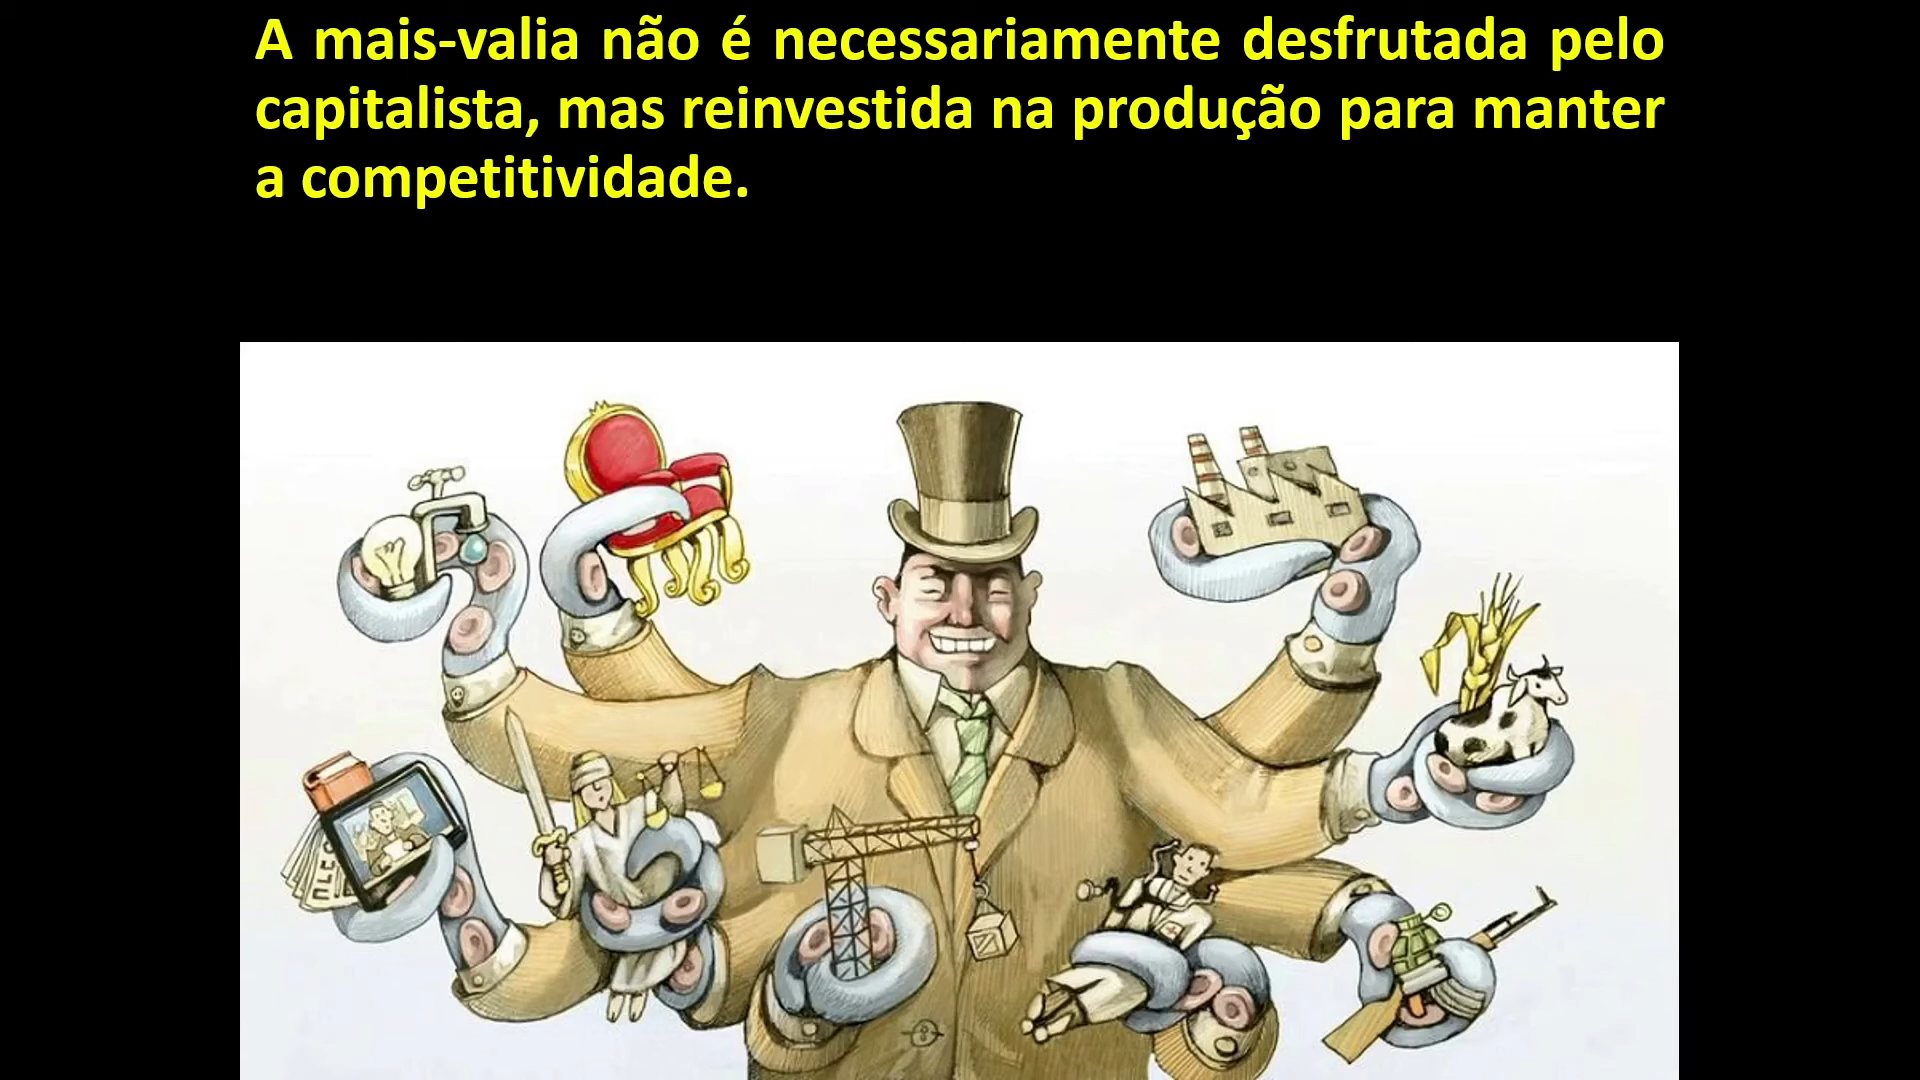 A mais-valia não é necessariamente desfrutada pelo
capitalista, mas reinvestida na produção para manter
a competitividade.